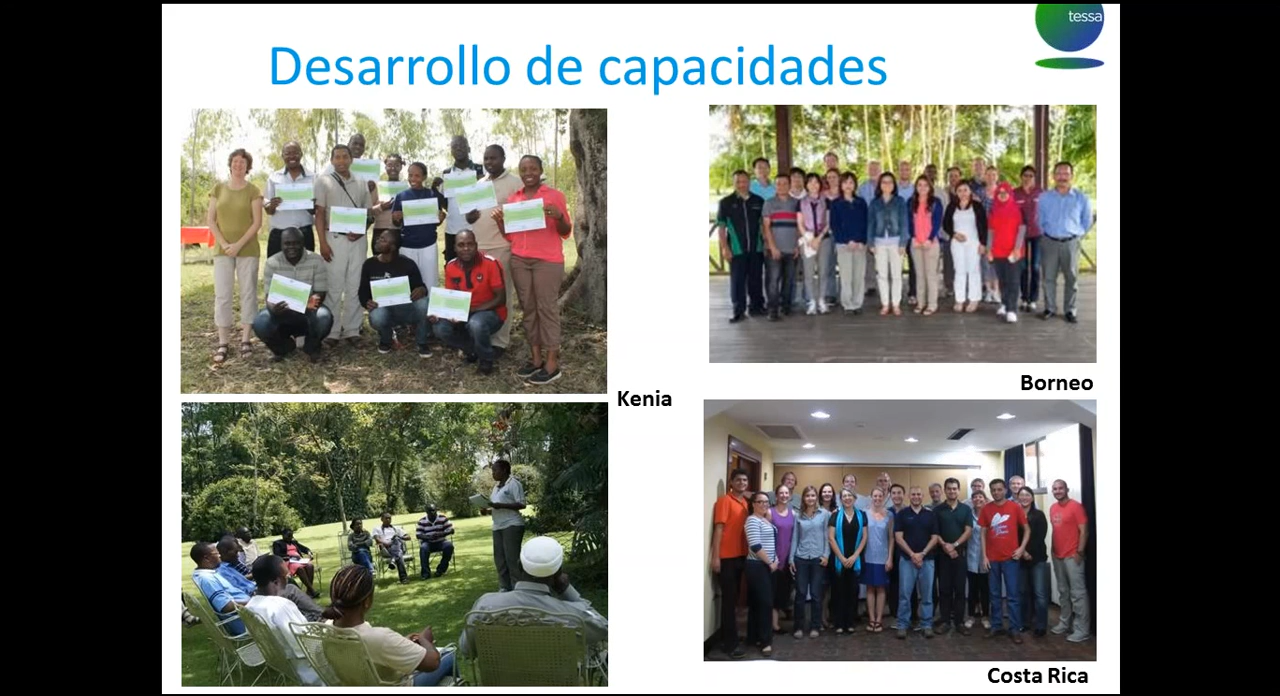 tessa
Desarrollo de capacidades
Kenia
Borneo
Costa Rica